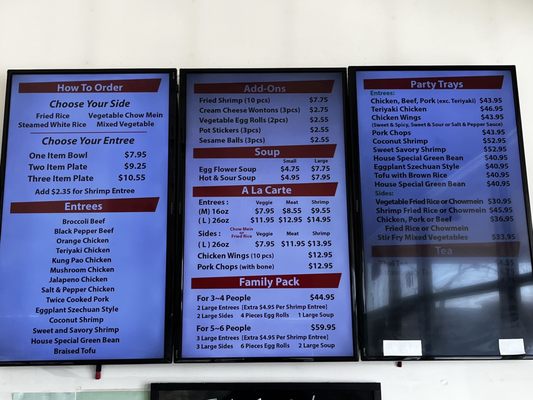 How To Order
Choose Your Side
Fried Rice Vegetable Chow Mein
Steamed White Rice Mixed Vegetable
Choose Your Entree
One Item Bowl $7.95
Two Item Plate $9.25
Three Item Plate $10.55
Add $2.35 for Shrimp Entree
Entrees
Broccoli Beef
Black Pepper Beef
Orange Chicken
Teriyaki Chicken
Kung Pao Chicken
Mushroom Chicken
Jalapeno Chicken
Salt & Pepper Chicken
Twice Cooked Pork
Eggplant Szechuan Style
Coconut Shrimp
Sweet and Savory Shrimp
House Special Green Bean
Braised Tofu
Add-Ons
Fried Shrimp (10 pcs) $7.75
Cream Cheese Wontons (3pcs) $2.75
Vegetable Egg Rolls (2pcs) $2.55
Pot Stickers (3pcs) $2.55
Sesame Balls (3pcs) $2.55
Soup
Small Large
Egg Flower Soup $4.75 $7.75
Hot & Sour Soup $4.95 $7.95
A La Carte
Entrees : Veggie Meat Shrimp
(M) 16oz $7.95 $8.55 $9.55
(L) 26oz $11.95 $12.95 $14.95
Sides : Chow Mein or Fried Rice Veggie Meat Shrimp
(L) 26oz $7.95 $11.95 $13.95
Chicken Wings (10 pcs) $12.95
Pork Chops (with bone) $12.95
Family Pack
For 3~4 People $44.95
2 Large Entrees (Extra $4.95 Per Shrimp Entree)
2 Large Sides 4 Pieces Egg Rolls 1 Large Soup
For 5~6 People $59.95
3 Large Entrees (Extra $4.95 Per Shrimp Entree)
3 Large Sides 6 Pieces Egg Rolls 2 Large Soup
Party Trays
Entrees:
Chicken, Beef, Pork (exc. Teriyaki) $43.95
Teriyaki Chicken $46.95
Chicken Wings $43.95
(Sweet & Spicy, Sweet & Sour or Salt & Pepper Sauce)
Pork Chops $43.95
Coconut Shrimp $52.95
Sweet Savory Shrimp $52.95
House Special Green Bean $40.95
Eggplant Szechuan Style $40.95
Tofu with Brown Rice $40.95
House Special Green Bean $40.95
Sides:
Vegetable Fried Rice or Chowmein $30.95
Shrimp Fried Rice or Chowmein $45.95
Chicken, Pork or Beef $36.95
Fried Rice or Chowmein
Stir Fry Mixed Vegetables $33.95
Tea